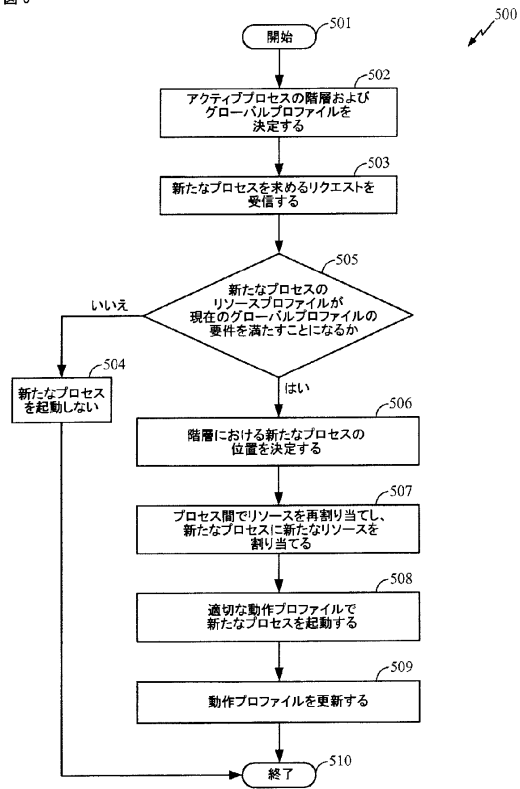 図。
500
開始
501
502
アクティブプロセスの階層および
グローバルプロファイルを
決定する
503
新たなプロセスを求めるリクエストを
受信する
505
新たなプロセスの
リソースプロファイルが
現在のグローバルプロファイルの
要件を満たすことになるか
いいえ
はい
504
新たなプロセス
を起動しない
506
階層における新たなプロセスの
位置を決定する
507
プロセス間でリソースを再割り当てし、
新たなプロセスに新たなリソースを
割り当てる
508
適切な動作プロファイルで
新たなプロセスを起動する
509
動作プロファイルを更新する
終了
510